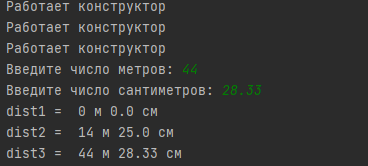 Работает конструктор
Работает конструктор
Работает конструктор
Введите число метров: 44
Введите число сантиметров: 28.33
dist1 =  0 м 0.0 см
dist2 =  14 м 25.0 см
dist3 =  44 м 28.33 см